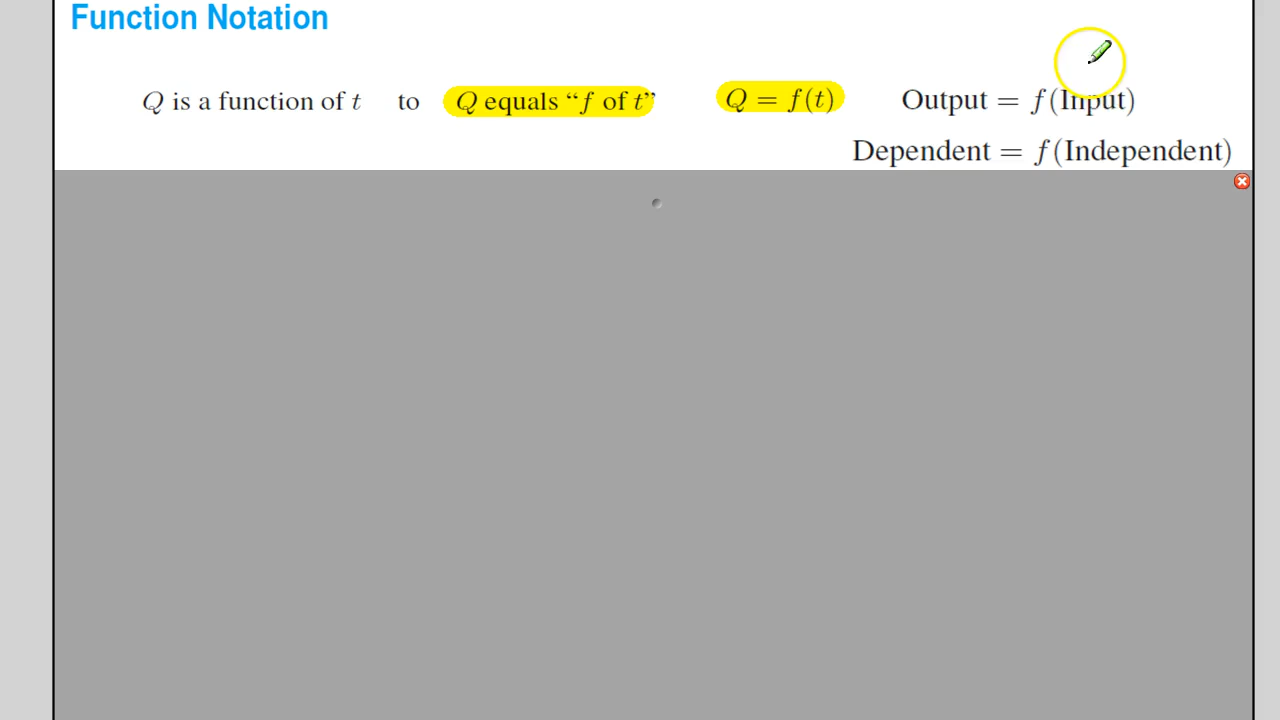 Function Notation
Q is a function of t to Q equals “f of t” Q = f(t) Output = f(Input)
Dependent = f(Independent)